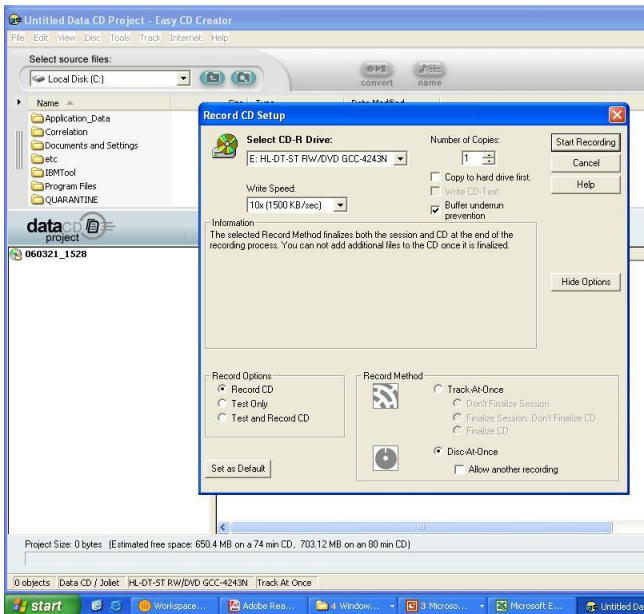 Untitled Data CD Project - Easy CD Creator
File Edit View Disc Tools Track Internet Help
Select source files:
Local Disk (C:)
convert name
Name Size Type Date Modified
Application_Data
Correlation
Documents and Settings
etc
IBMTool
Program Files
QUARANTINE
data CD project
060321_1528
Record CD Setup
Select CD-R Drive:
E: HL-DT-ST RW/DVD GCC-4243N
Write Speed:
10x (1500 KB/sec)
Number of Copies:
1
Copy to hard drive first.
Write CD-Text
Buffer underrun
prevention
Start Recording
Cancel
Help
Information
The selected Record Method finalizes both the session and CD at the end of the
recording process. You can not add additional files to the CD once it is finalized.
Hide Options
Record Options
Record CD
Test Only
Test and Record CD
Set as Default
Record Method
Track-At-Once
Don't Finalize Session
Finalize Session. Don't Finalize CD
Finalize CD
Disc-At-Once
Allow another recording
Project Size: 0 bytes (Estimated free space: 650.4 MB on a 74 min CD, 703.12 MB on an 80 min CD)
0 objects Data CD / Joliet HL-DT-ST RW/DVD GCC-4243N Track At Once
start Workspace... Adobe Rea... 4 Window... 3 Microso... Microsoft E... Untitled Da